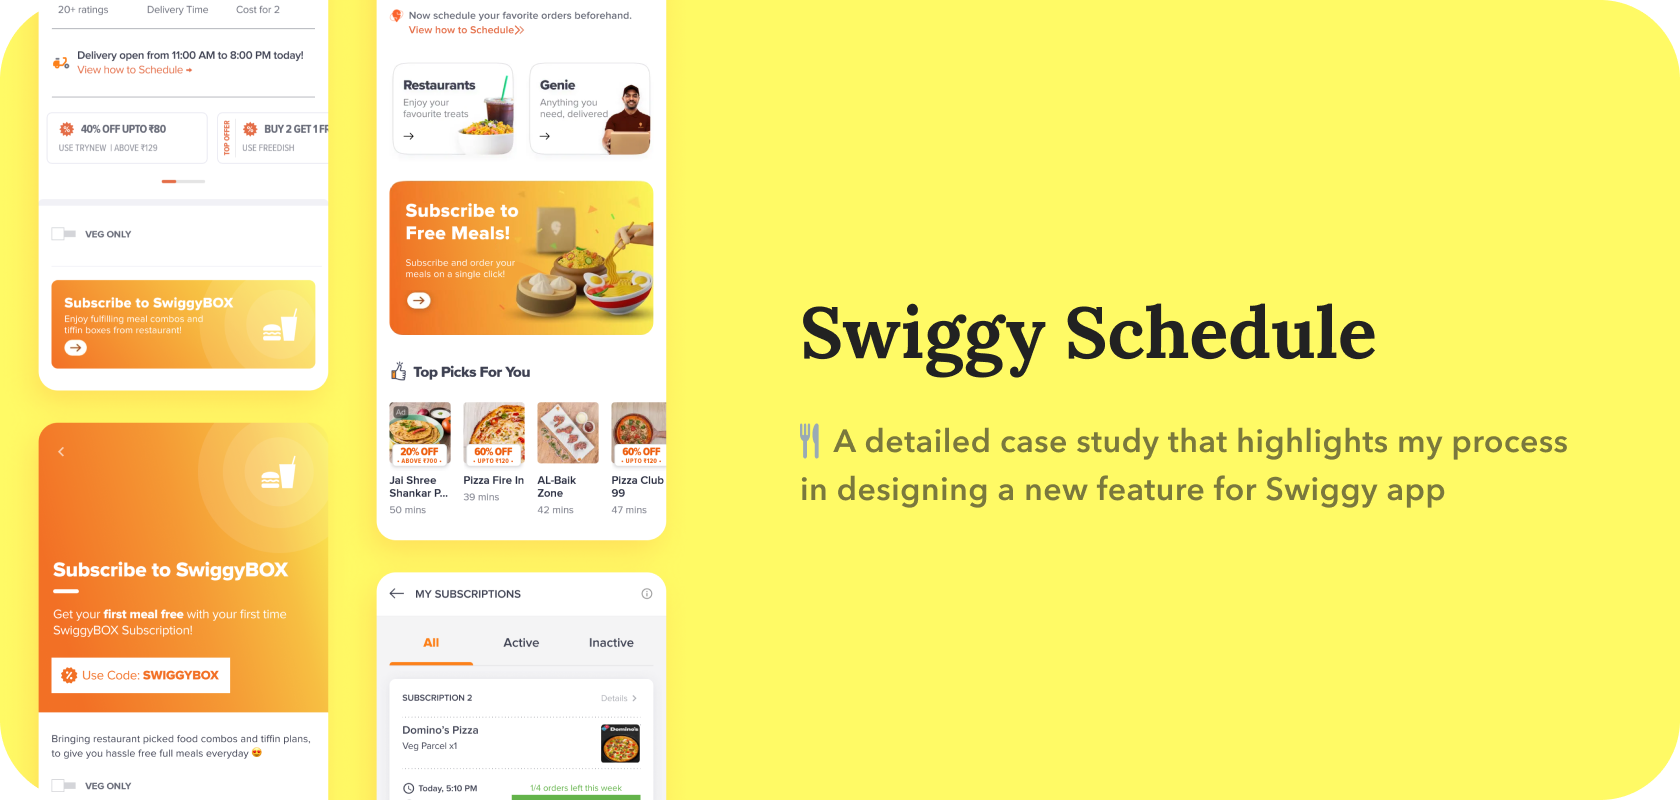 20+ ratings
Delivery Time
Cost for 2
Delivery open from 11:00 AM to 8:00 PM today!
View how to Schedule
40% OFF UPTO ₹80
USE TRYNEW | ABOVE ₹129
TOP OFFER
BUY 2 GET 1 FR
USE FREEDISH
VEG ONLY
Subscribe to SwiggyBOX
Enjoy fulfilling meal combos and
tiffin boxes from restaurant!
Subscribe to SwiggyBOX
Get your first meal free with your first time
SwiggyBOX Subscription!
Use Code: SWIGGYBOX
Bringing restaurant picked food combos and tiffin plans,
to give you hassle free full meals everyday 😍
VEG ONLY
Now schedule your favorite orders beforehand.
View how to Schedule
Restaurants
Enjoy your
favourite treats
Genie
Anything you
need, delivered
Subscribe to
Free Meals!
Subscribe and order your
meals on a single click!
Top Picks For You
Ad
20% OFF
• ABOVE ₹700 •
Jai Shree
Shankar P...
50 mins
60% OFF
• UPTO ₹120 •
Pizza Fire In
39 mins
AL-Baik
Zone
42 mins
60% OFF
• UPTO ₹120 •
Pizza Club
99
47 mins
MY SUBSCRIPTIONS
All
Active
Inactive
SUBSCRIPTION 2
Details
Domino's Pizza
Veg Parcel x1
Domino's
Today, 5:10 PM
1/4 orders left this week
Swiggy Schedule
🍴 A detailed case study that highlights my process
in designing a new feature for Swiggy app